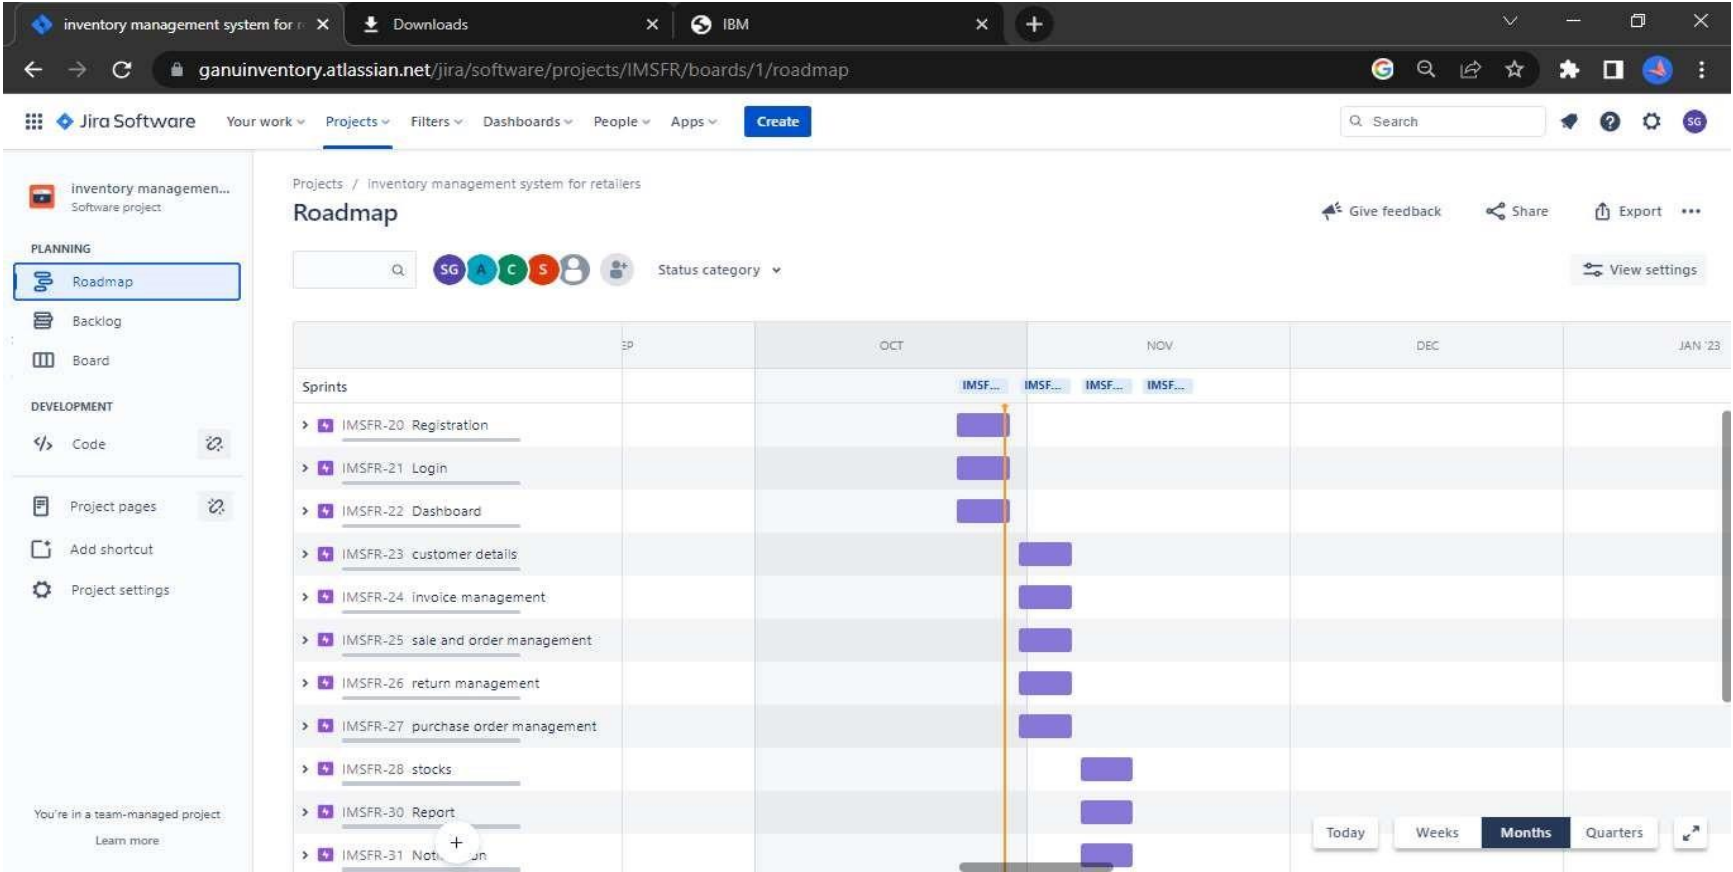 inventory management system for r
Downloads
IBM
ganuinventory.atlassian.net/jira/software/projects/IMSFR/boards/1/roadmap
Jira Software
Your work
Projects
Filters
Dashboards
People
Apps
Create
Search
SG
inventory managemen...
Software project
Projects / inventory management system for retailers
Roadmap
Give feedback
Share
Export
PLANNING
Roadmap
Backlog
Board
DEVELOPMENT
Code
Project pages
Add shortcut
Project settings
You're in a team-managed project
Learn more
SG A C S
Status category
View settings
EP OCT NOV DEC JAN '23
Sprints IMSF... IMSF... IMSF... IMSF...
IMSFR-20 Registration
IMSFR-21 Login
IMSFR-22 Dashboard
IMSFR-23 customer details
IMSFR-24 invoice management
IMSFR-25 sale and order management
IMSFR-26 return management
IMSFR-27 purchase order management
IMSFR-28 stocks
IMSFR-30 Report
IMSFR-31
Today Weeks Months Quarters